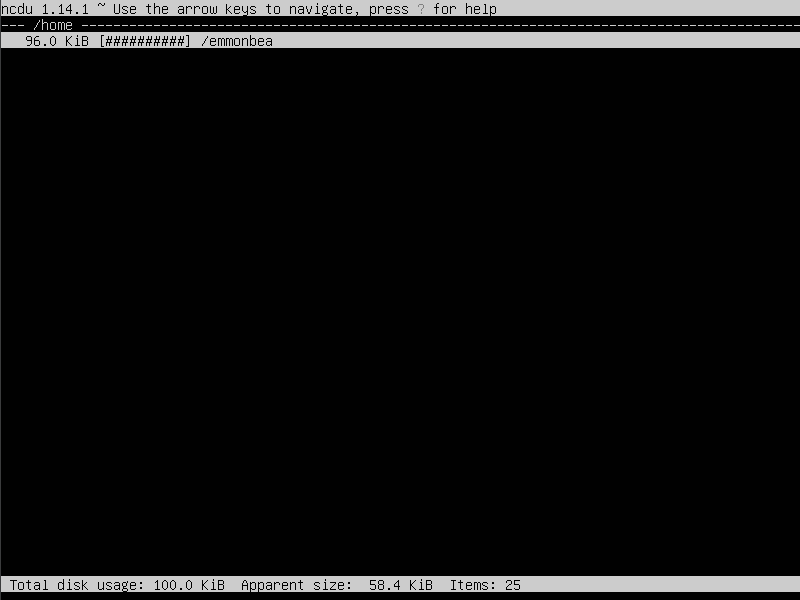 ncdu 1.14.1 ~ Use the arrow keys to navigate, press ? for help
--- /home ------------------------------------------------------------------------------------------
   96.0 KiB [##########] /emmonbea
 Total disk usage: 100.0 KiB  Apparent size:  58.4 KiB  Items: 25